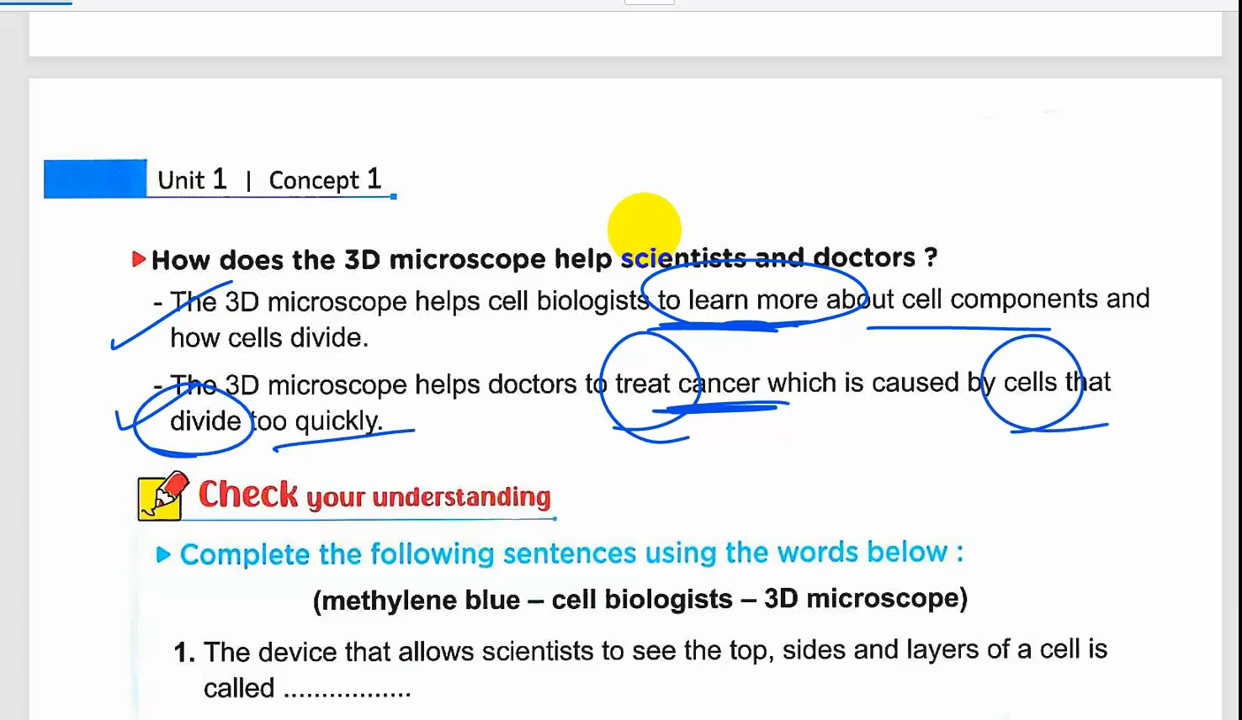 Unit 1 | Concept 1
How does the 3D microscope help scientists and doctors ?
- The 3D microscope helps cell biologists to learn more about cell components and
how cells divide.
- The 3D microscope helps doctors to treat cancer which is caused by cells that
divide too quickly.
Check your understanding
Complete the following sentences using the words below :
(methylene blue – cell biologists – 3D microscope)
1. The device that allows scientists to see the top, sides and layers of a cell is
called .................